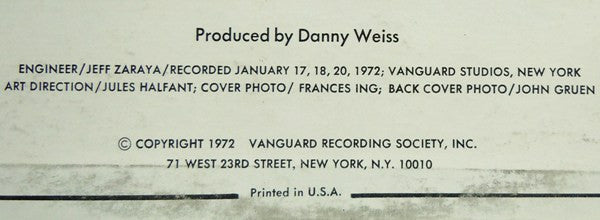 Produced by Danny Weiss
ENGINEER/JEFF ZARAYA/RECORDED JANUARY 17, 18, 20, 1972; VANGUARD STUDIOS, NEW YORK
ART DIRECTION/JULES HALFANT; COVER PHOTO/ FRANCES ING; BACK COVER PHOTO/JOHN GRUEN
© COPYRIGHT 1972 VANGUARD RECORDING SOCIETY, INC.
71 WEST 23RD STREET, NEW YORK, N.Y. 10010
Printed in U.S.A.